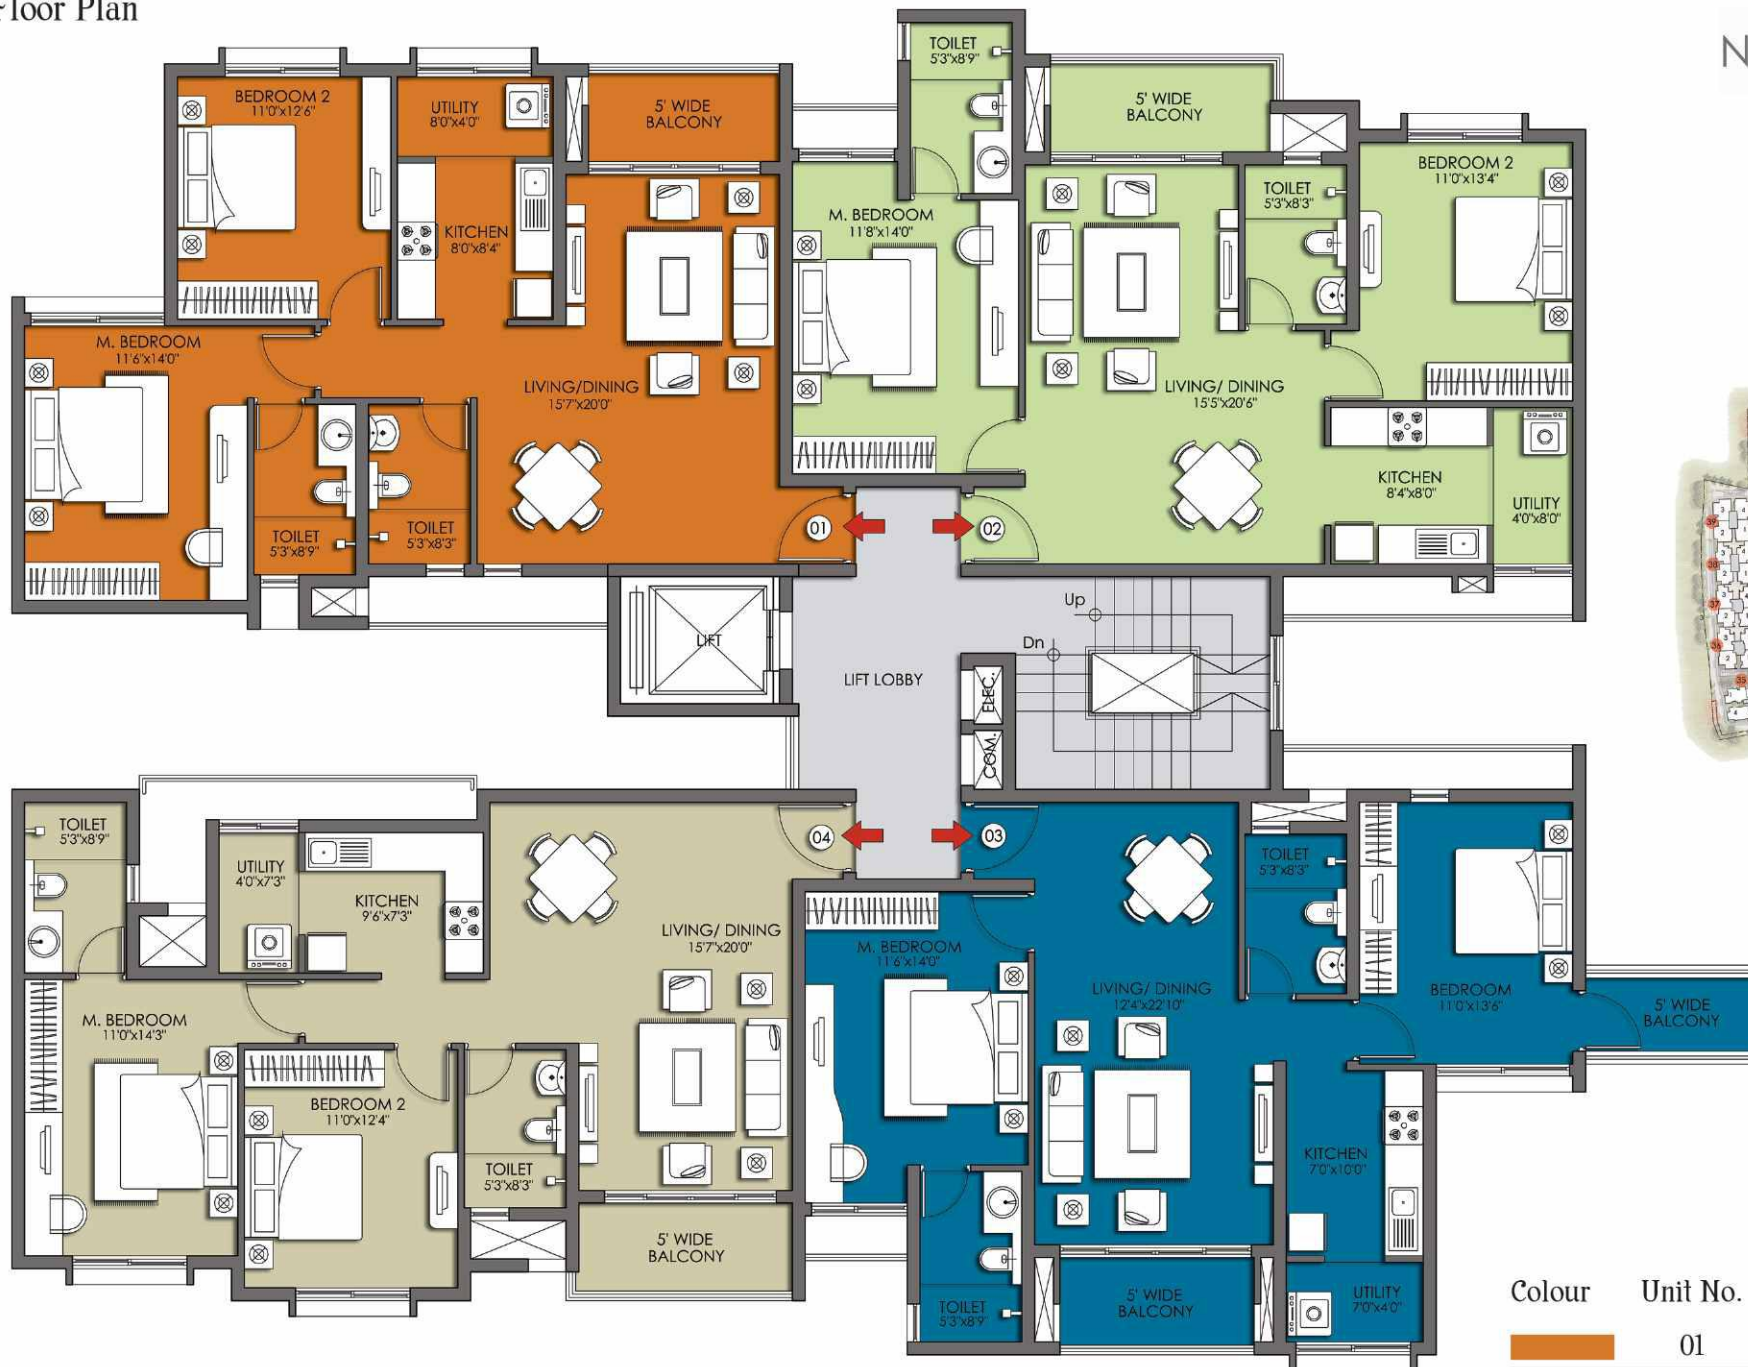 Floor Plan
N
BEDROOM 2
11'0"x12'6"
UTILITY
8'0"x4'0"
5' WIDE
BALCONY
KITCHEN
8'0"x8'4"
M. BEDROOM
11'6"x14'0"
LIVING/DINING
15'7"x20'0"
TOILET
5'3"x8'9"
TOILET
5'3"x8'3"
01
TOILET
5'3"x8'9"
5' WIDE
BALCONY
M. BEDROOM
11'8"x14'0"
TOILET
5'3"x8'3"
BEDROOM 2
11'0"x13'4"
LIVING/ DINING
15'5"x20'6"
KITCHEN
8'4"x8'0"
UTILITY
4'0"x8'0"
02
LIFT
LIFT LOBBY
Up
Dn
ELEC.
COM.
39
38
37
36
35
TOILET
5'3"x8'9"
UTILITY
4'0"x7'3"
KITCHEN
9'6"x7'3"
04
LIVING/ DINING
15'7"x20'0"
M. BEDROOM
11'0"x14'3"
BEDROOM 2
11'0"x12'4"
TOILET
5'3"x8'3"
5' WIDE
BALCONY
03
TOILET
5'3"x8'3"
M. BEDROOM
11'6"x14'0"
LIVING/ DINING
12'4"x22'10"
BEDROOM
11'0"x13'6"
5' WIDE
BALCONY
KITCHEN
7'0"x10'0"
TOILET
5'3"x8'9"
5' WIDE
BALCONY
UTILITY
7'0"x4'0"
Colour Unit No.
01